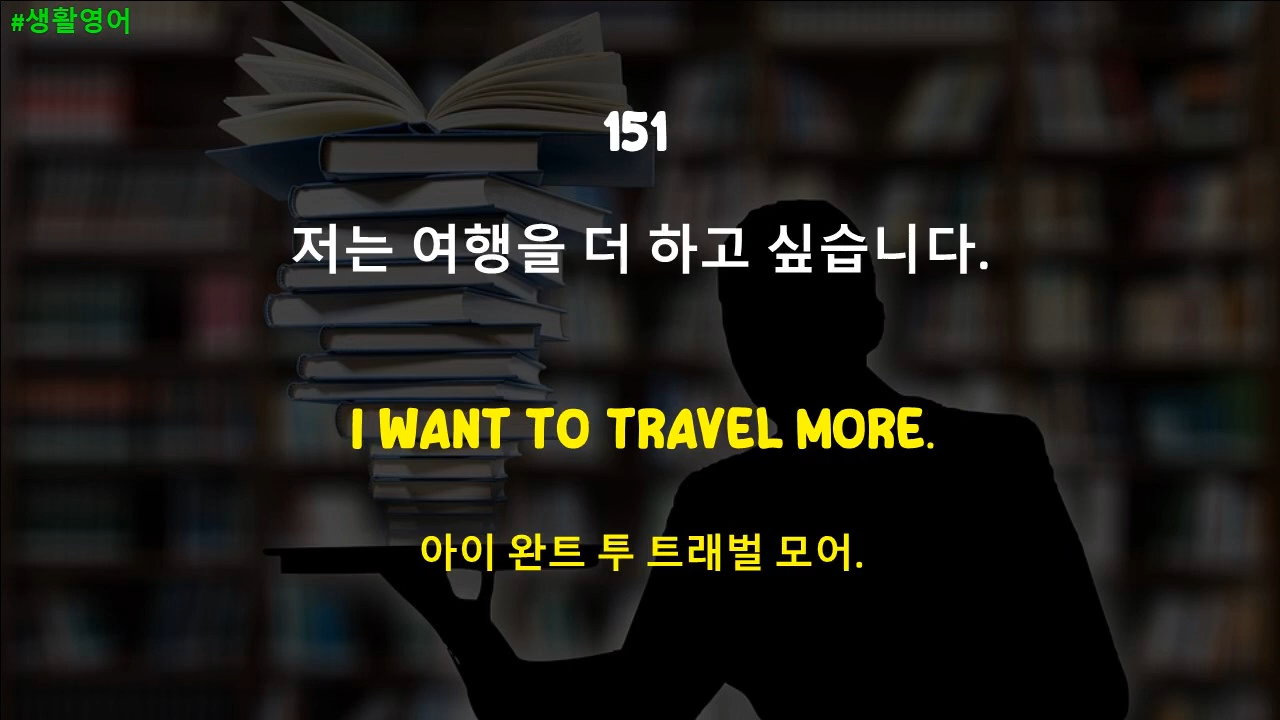 #생활영어
151
저는 여행을 더 하고 싶습니다.
I WANT TO TRAVEL MORE.
아이 완트 투 트래벌 모어.